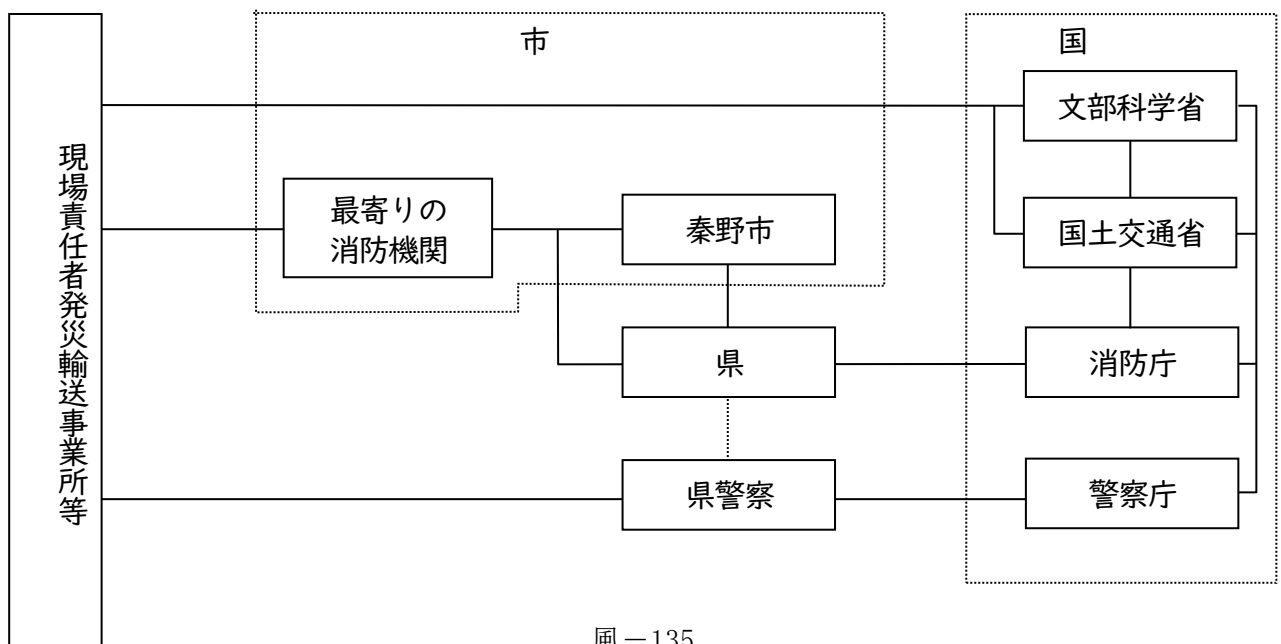 市
国
文部科学省
現場責任者発災輸送事業所等
最寄りの
消防機関
秦野市
国土交通省
県
消防庁
県警察
警察庁
風－135